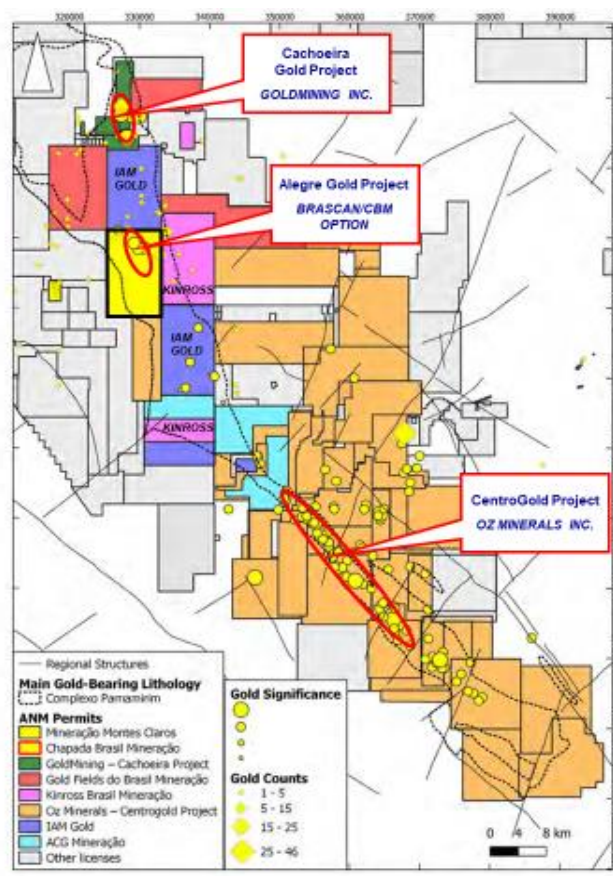 320000 330000 340000 350000 360000 370000 380000 390000
Cachoeira
Gold Project
GOLDMINING INC.
IAM
GOLD
Alegre Gold Project
BRASCAN/CBM
OPTION
KINROSS
IAM
GOLD
KINROSS
CentroGold Project
OZ MINERALS INC.
Regional Structures
Main Gold-Bearing Lithology
Complexo Pamamirim
ANM Permits
Mineração Montes Claros
Chapada Brasil Mineração
GoldMining – Cachoeira Project
Gold Fields do Brasil Mineração
Kinross Brasil Mineração
Oz Minerals – Centrogold Project
IAM Gold
ACG Mineração
Other licenses
Gold Significance
Gold Counts
1 - 5
5 - 15
15 - 25
25 - 46
0 4 8 km